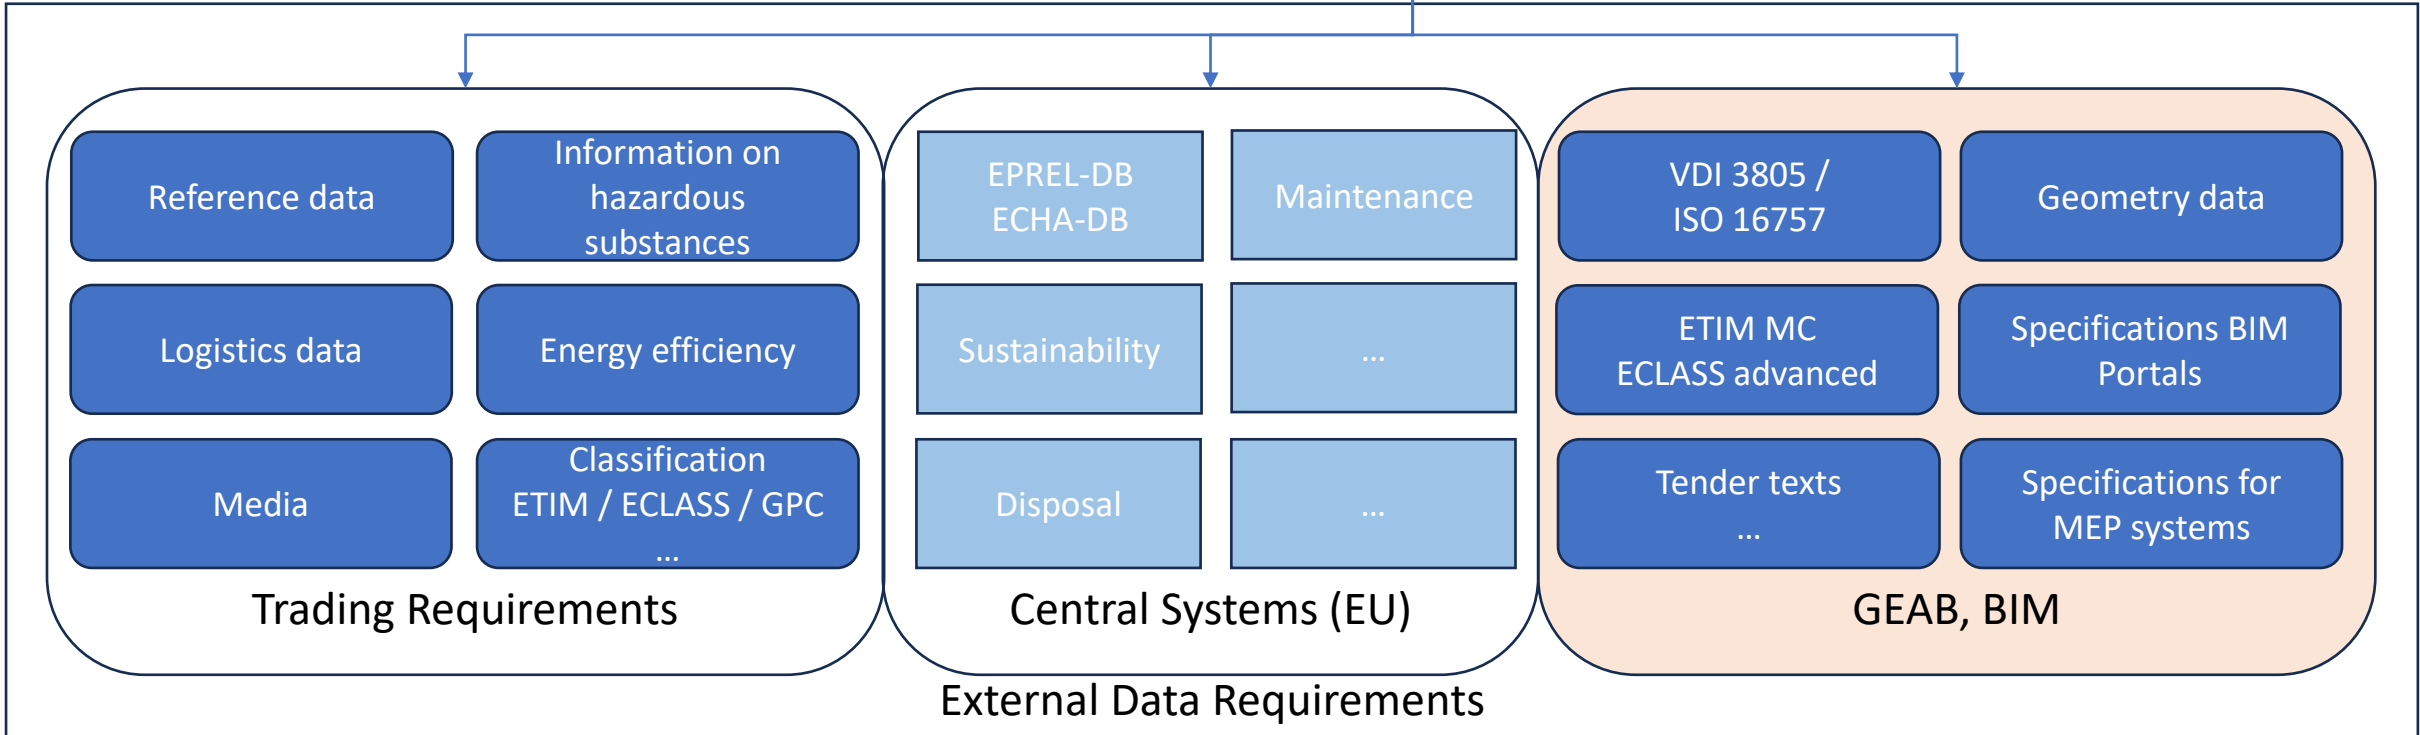 Reference data
Information on
hazardous
substances
Logistics data
Energy efficiency
Media
Classification
ETIM / ECLASS / GPC
...
Trading Requirements
EPREL-DB
ECHA-DB
Maintenance
Sustainability
...
Disposal
...
Central Systems (EU)
VDI 3805 /
ISO 16757
Geometry data
ETIM MC
ECLASS advanced
Specifications BIM
Portals
Tender texts
...
Specifications for
MEP systems
GEAB, BIM
External Data Requirements